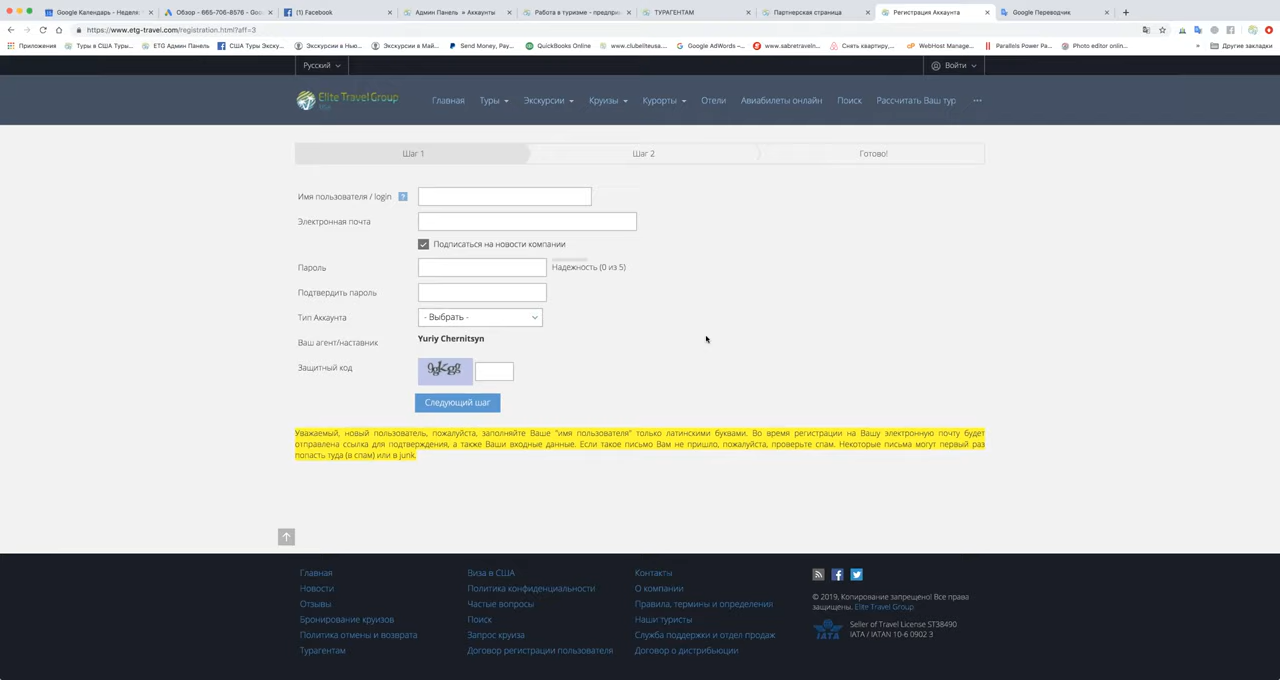 Google Календарь - Неделя
Обзор - 665-706-8576 - Goo
(1) Facebook
Админ Панель » Аккаунты
Работа в туризме - предпри
ТУРАГЕНТАМ
Партнерская страница
Регистрация Аккаунта
Google Переводчик
https://www.etg-travel.com/registration.html?aff=3
Приложения
Туры в США Туры...
ETG Админ Панель
США Туры Экску...
Экскурсии в Нью...
Экскурсии в Май...
Send Money, Pay...
QuickBooks Online
www.clubeliteusa....
Google AdWords –...
www.sabretraveln...
Снять квартиру,...
WebHost Manage...
Parallels Power Pa...
Photo editor onlin...
»
Другие закладки
Русский
Войти
Elite Travel Group
USA
Главная
Туры
Экскурсии
Круизы
Курорты
Отели
Авиабилеты онлайн
Поиск
Рассчитать Ваш тур
Шаг 1
Шаг 2
Готово!
Имя пользователя / login ?
Электронная почта
Подписаться на новости компании
Пароль
Надежность (0 из 5)
Подтвердить пароль
Тип Аккаунта
- Выбрать -
Ваш агент/наставник
Yuriy Chernitsyn
Защитный код
9gKgg
Следующий шаг
Уважаемый, новый пользователь, пожалуйста, заполняйте Ваше "имя пользователя" только латинскими буквами. Во время регистрации на Вашу электронную почту будет
отправлена ссылка для подтверждения, а также Ваши входные данные. Если такое письмо Вам не пришло, пожалуйста, проверьте спам. Некоторые письма могут первый раз
попасть туда (в спам) или в junk.
Главная
Новости
Отзывы
Бронирование круизов
Политика отмены и возврата
Турагентам
Виза в США
Политика конфиденциальности
Частые вопросы
Поиск
Запрос круиза
Договор регистрации пользователя
Контакты
О компании
Правила, термины и определения
Наши туристы
Служба поддержки и отдел продаж
Договор о дистрибьюции
© 2019, Копирование запрещено! Все права
защищены. Elite Travel Group
IATA
Seller of Travel License ST38490
IATA / IATAN 10-6 0902 3